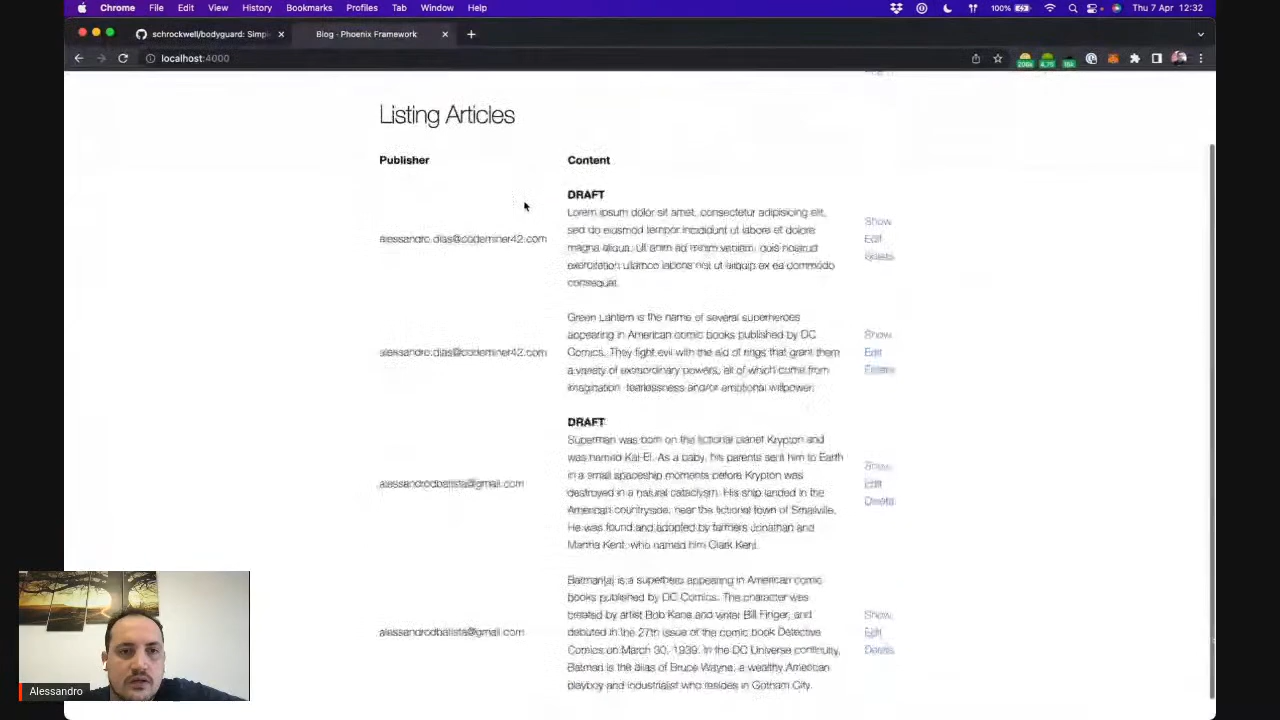 Chrome File Edit View History Bookmarks Profiles Tab Window Help 100% Thu 7 Apr 12:32
schrockwell/bodyguard: Simp Blog · Phoenix Framework
localhost:4000
206k 4,75 16k
Listing Articles
Publisher Content
DRAFT
Lorem ipsum dolor sit amet, consectetur adipisicing elit,
Show
sed do eiusmod tempor incididunt ut labore et dolore
alessandro.dias@codeminer42.com
Edit
magna aliqua. Ut enim ad minim veniam, quis nostrud
Delete
exercitation ullamco laboris nisi ut aliquip ex ea commodo
consequat.
Green Lantern is the name of several superheroes
appearing in American comic books published by DC
Show
alessandro.dias@codeminer42.com
Comics. They fight evil with the aid of rings that grant them
Edit
a variety of extraordinary powers, all of which come from
Delete
imagination, fearlessness and/or emotional willpower.
DRAFT
Superman was born on the fictional planet Krypton and
was named Kal-El. As a baby, his parents sent him to Earth
Show
in a small spaceship moments before Krypton was
alessandrodbatista@gmail.com
destroyed in a natural cataclysm. His ship landed in the
Edit
American countryside, near the fictional town of Smallville.
Delete
He was found and adopted by farmers Jonathan and
Martha Kent, who named him Clark Kent.
Batman[a] is a superhero appearing in American comic
books published by DC Comics. The character was
created by artist Bob Kane and writer Bill Finger, and
Show
alessandrodbatista@gmail.com
debuted in the 27th issue of the comic book Detective
Edit
Comics on March 30, 1939. In the DC Universe continuity,
Delete
Batman is the alias of Bruce Wayne, a wealthy American
playboy and industrialist who resides in Gotham City.
Alessandro